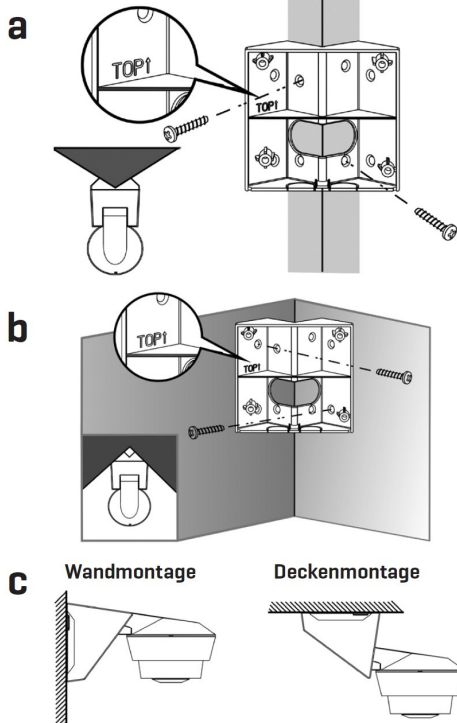 a
TOP↑
TOP↑
b
TOP↑
TOP↑
c
Wandmontage
Deckenmontage